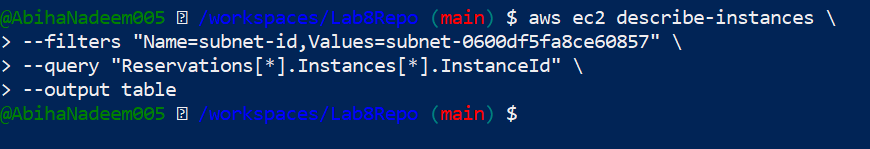 @AbihaNadeem005 /workspaces/Lab8Repo (main) $ aws ec2 describe-instances \
> --filters "Name=subnet-id,Values=subnet-0600df5fa8ce60857" \
> --query "Reservations[*].Instances[*].InstanceId" \
> --output table
@AbihaNadeem005 /workspaces/Lab8Repo (main) $